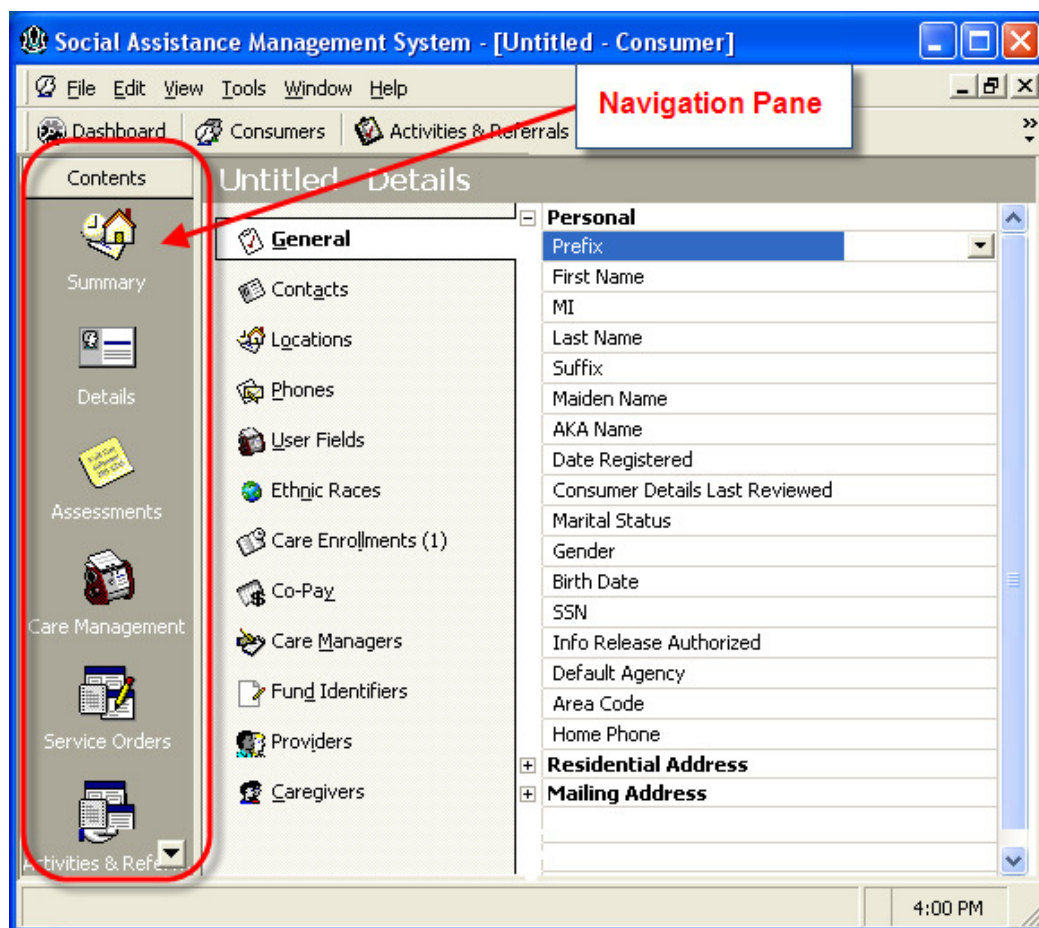 Social Assistance Management System - [Untitled - Consumer]
File Edit View Tools Window Help
Navigation Pane
Dashboard Consumers Activities & Referrals
Contents
Untitled - Details
Summary
Details
Assessments
Care Management
Service Orders
Activities &
General
Contacts
Locations
Phones
User Fields
Ethnic Races
Care Enrollments (1)
Co-Pay
Care Managers
Fund Identifiers
Providers
Caregivers
Personal
Prefix
First Name
MI
Last Name
Suffix
Maiden Name
AKA Name
Date Registered
Consumer Details Last Reviewed
Marital Status
Gender
Birth Date
SSN
Info Release Authorized
Default Agency
Area Code
Home Phone
Residential Address
Mailing Address
4:00 PM